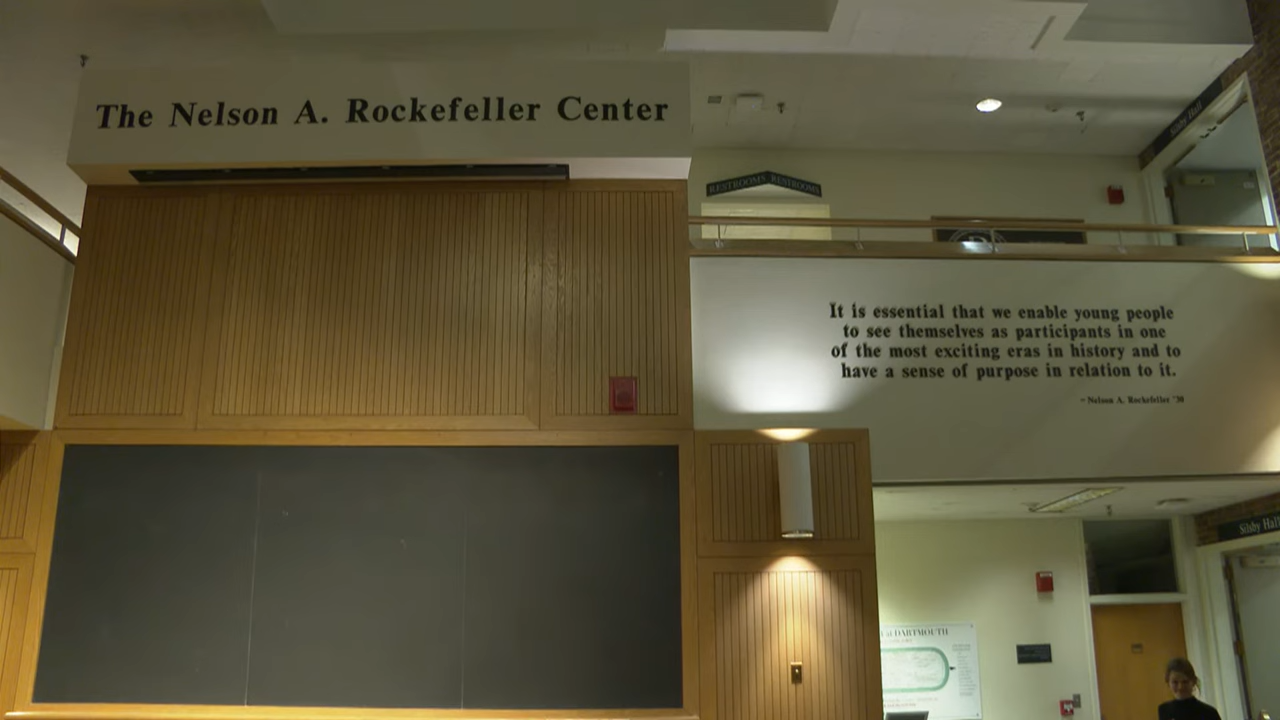 The Nelson A. Rockefeller Center
RESTROOMS RESTROOMS
Silsby Hall
It is essential that we enable young people
to see themselves as participants in one
of the most exciting eras in history and to
have a sense of purpose in relation to it.
– Nelson A. Rockefeller '30
Silsby Hall
at DARTMOUTH